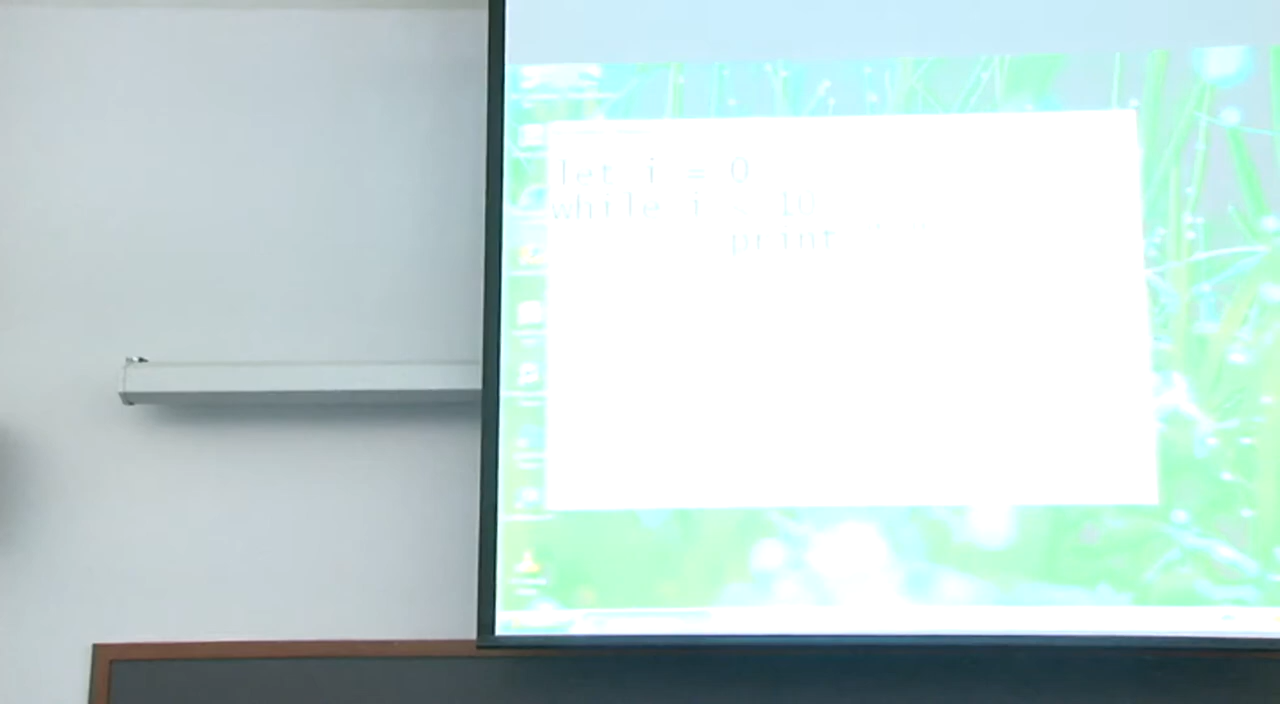 let i = 0
while i < 10
print